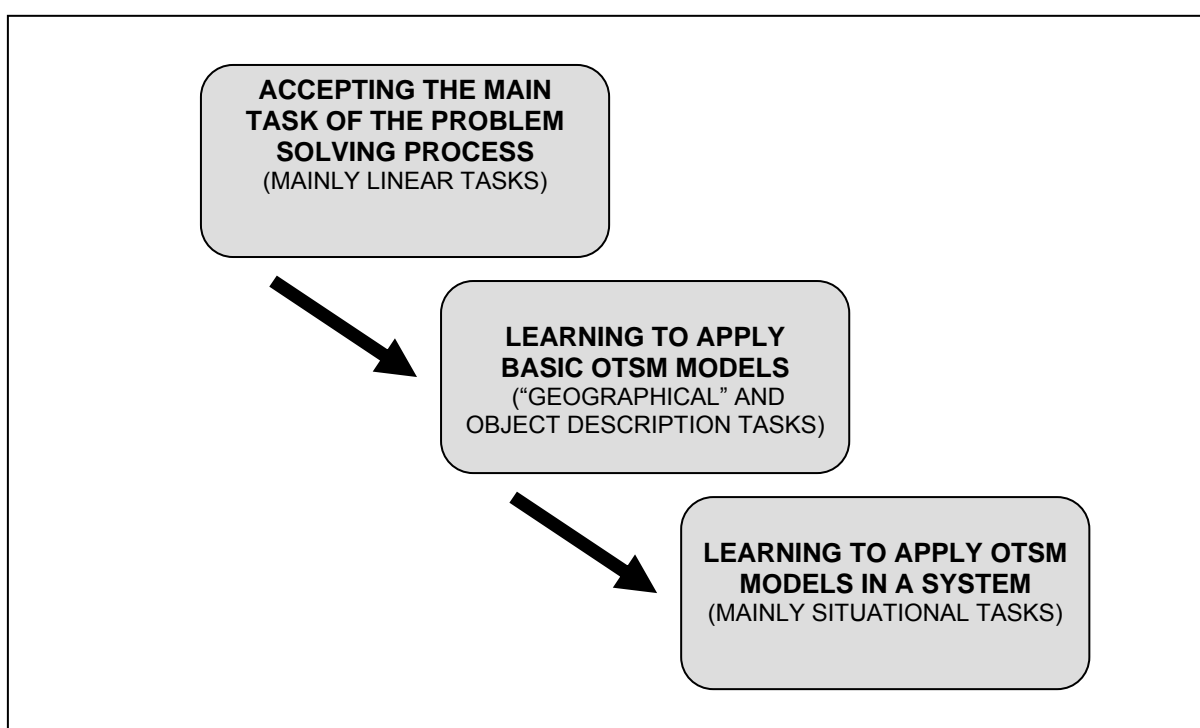 ACCEPTING THE MAIN
TASK OF THE PROBLEM
SOLVING PROCESS
(MAINLY LINEAR TASKS)
LEARNING TO APPLY
BASIC OTSM MODELS
(“GEOGRAPHICAL” AND
OBJECT DESCRIPTION TASKS)
LEARNING TO APPLY OTSM
MODELS IN A SYSTEM
(MAINLY SITUATIONAL TASKS)